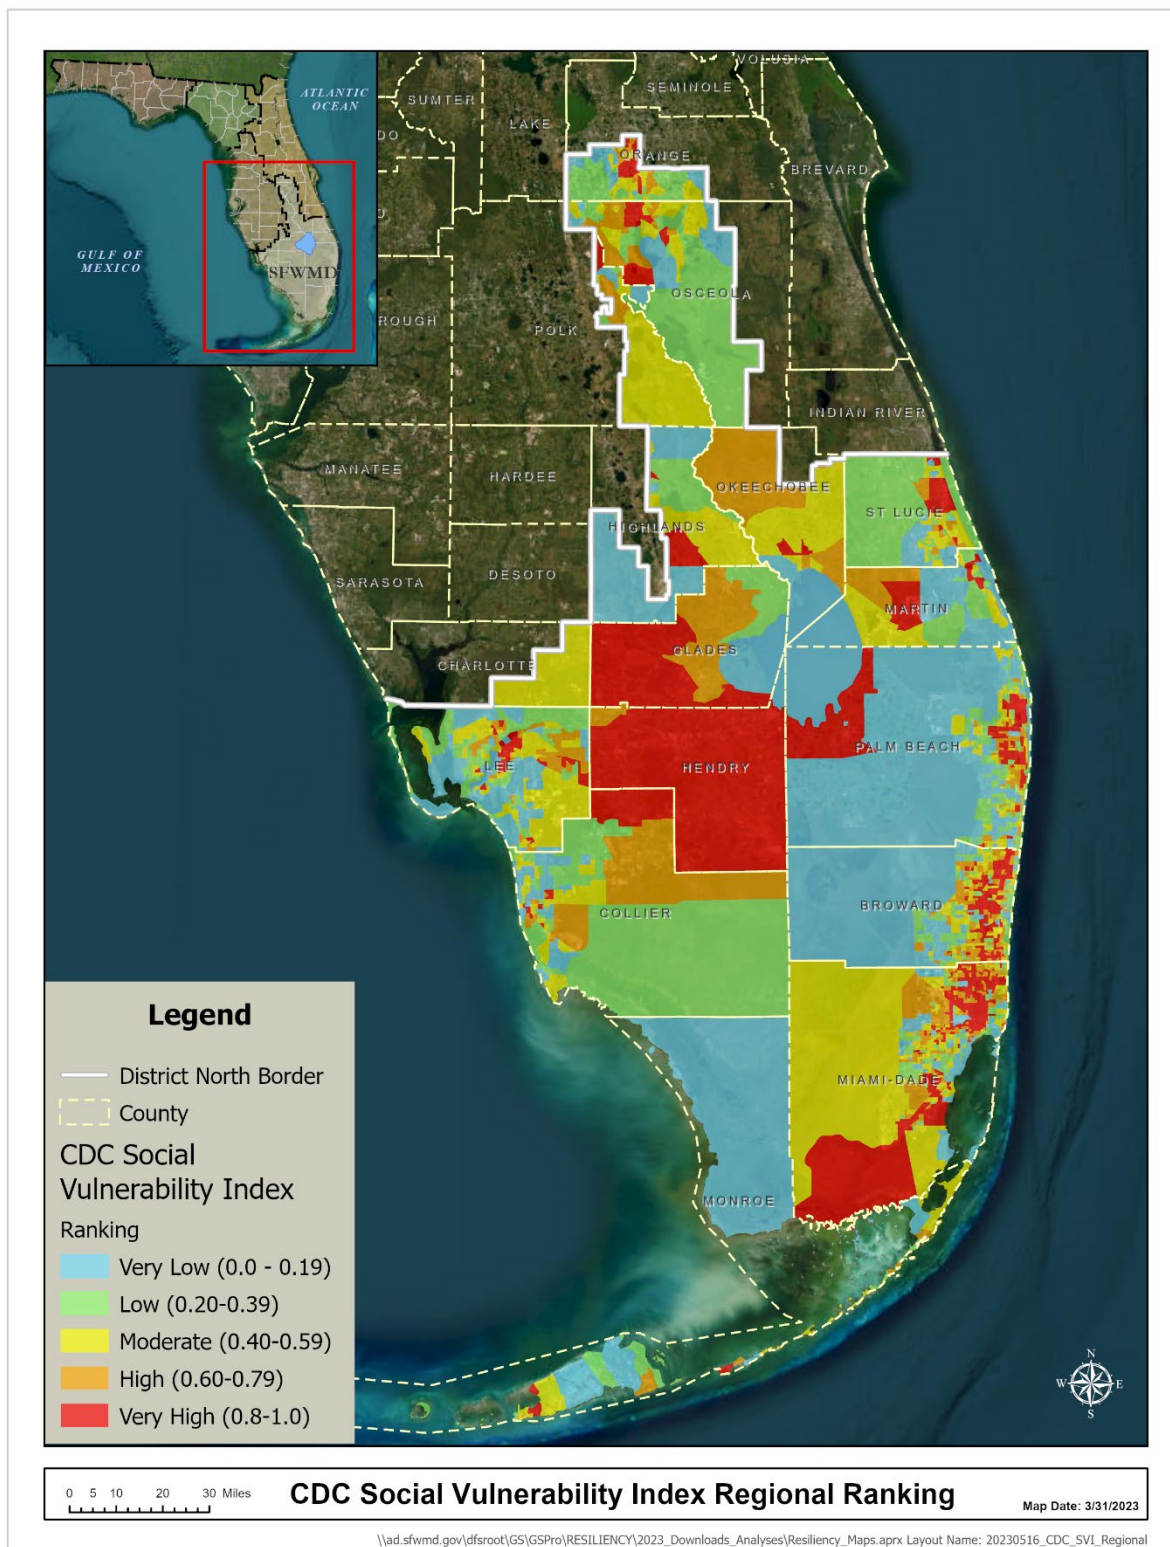 ATLANTIC
OCEAN
GULF OF
MEXICO
SFWMD
VOLUSIA
SEMINOLE
SUMTER
LAKE
DO
ORANGE
BREVARD
OSCEOLA
ROUGH
POLK
INDIAN RIVER
MANATEE
HARDEE
OKEECHOBEE
ST LUCIE
HIGHLANDS
SARASOTA
DESOTO
MARTIN
GLADES
CHARLOTTE
PALM BEACH
LEE
HENDRY
BROWARD
COLLIER
MIAMI-DADE
MONROE
Legend
District North Border
County
CDC Social
Vulnerability Index
Ranking
Very Low (0.0 - 0.19)
Low (0.20-0.39)
Moderate (0.40-0.59)
High (0.60-0.79)
Very High (0.8-1.0)
N
W E
S
0 5 10 20 30 Miles
CDC Social Vulnerability Index Regional Ranking
Map Date: 3/31/2023
\\ad.sfwmd.gov\dfsroot\GS\GSPro\RESILIENCY\2023_Downloads_Analyses\Resiliency_Maps.aprx Layout Name: 20230516_CDC_SVI_Regional